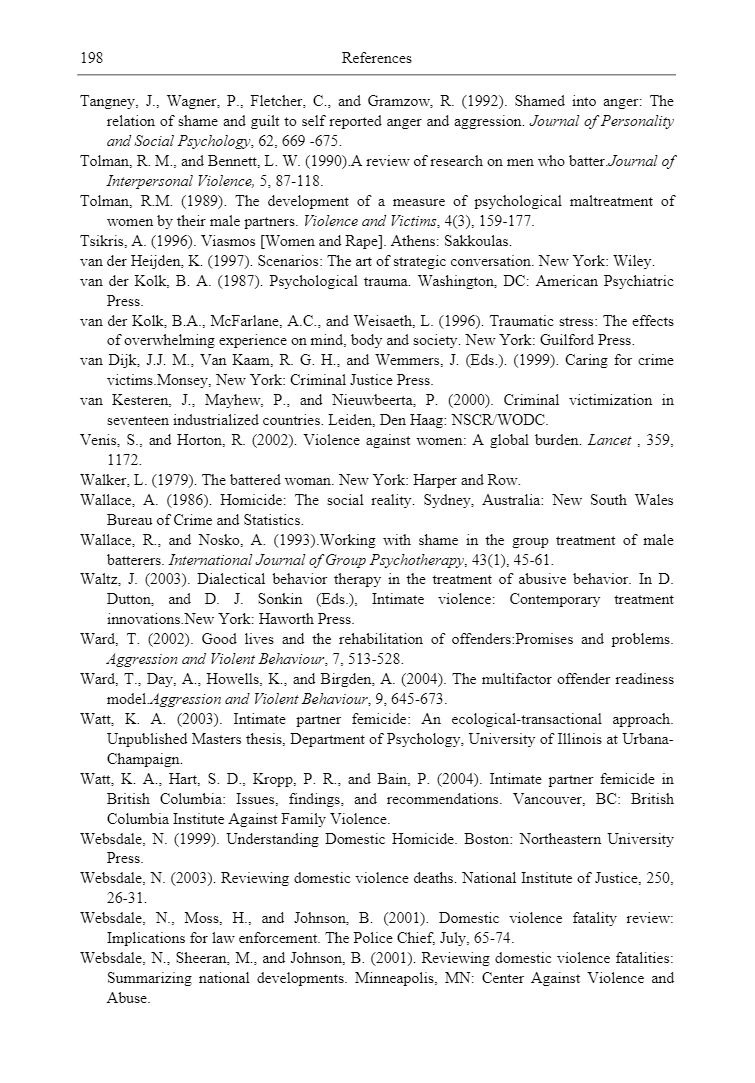 198 References
Tangney, J., Wagner, P., Fletcher, C., and Gramzow, R. (1992). Shamed into anger: The
relation of shame and guilt to self reported anger and aggression. Journal of Personality
and Social Psychology, 62, 669 -675.
Tolman, R. M., and Bennett, L. W. (1990).A review of research on men who batter.Journal of
Interpersonal Violence, 5, 87-118.
Tolman, R.M. (1989). The development of a measure of psychological maltreatment of
women by their male partners. Violence and Victims, 4(3), 159-177.
Tsikris, A. (1996). Viasmos [Women and Rape]. Athens: Sakkoulas.
van der Heijden, K. (1997). Scenarios: The art of strategic conversation. New York: Wiley.
van der Kolk, B. A. (1987). Psychological trauma. Washington, DC: American Psychiatric
Press.
van der Kolk, B.A., McFarlane, A.C., and Weisaeth, L. (1996). Traumatic stress: The effects
of overwhelming experience on mind, body and society. New York: Guilford Press.
van Dijk, J.J. M., Van Kaam, R. G. H., and Wemmers, J. (Eds.). (1999). Caring for crime
victims.Monsey, New York: Criminal Justice Press.
van Kesteren, J., Mayhew, P., and Nieuwbeerta, P. (2000). Criminal victimization in
seventeen industrialized countries. Leiden, Den Haag: NSCR/WODC.
Venis, S., and Horton, R. (2002). Violence against women: A global burden. Lancet , 359,
1172.
Walker, L. (1979). The battered woman. New York: Harper and Row.
Wallace, A. (1986). Homicide: The social reality. Sydney, Australia: New South Wales
Bureau of Crime and Statistics.
Wallace, R., and Nosko, A. (1993).Working with shame in the group treatment of male
batterers. International Journal of Group Psychotherapy, 43(1), 45-61.
Waltz, J. (2003). Dialectical behavior therapy in the treatment of abusive behavior. In D.
Dutton, and D. J. Sonkin (Eds.), Intimate violence: Contemporary treatment
innovations.New York: Haworth Press.
Ward, T. (2002). Good lives and the rehabilitation of offenders:Promises and problems.
Aggression and Violent Behaviour, 7, 513-528.
Ward, T., Day, A., Howells, K., and Birgden, A. (2004). The multifactor offender readiness
model.Aggression and Violent Behaviour, 9, 645-673.
Watt, K. A. (2003). Intimate partner femicide: An ecological-transactional approach.
Unpublished Masters thesis, Department of Psychology, University of Illinois at Urbana-
Champaign.
Watt, K. A., Hart, S. D., Kropp, P. R., and Bain, P. (2004). Intimate partner femicide in
British Columbia: Issues, findings, and recommendations. Vancouver, BC: British
Columbia Institute Against Family Violence.
Websdale, N. (1999). Understanding Domestic Homicide. Boston: Northeastern University
Press.
Websdale, N. (2003). Reviewing domestic violence deaths. National Institute of Justice, 250,
26-31.
Websdale, N., Moss, H., and Johnson, B. (2001). Domestic violence fatality review:
Implications for law enforcement. The Police Chief, July, 65-74.
Websdale, N., Sheeran, M., and Johnson, B. (2001). Reviewing domestic violence fatalities:
Summarizing national developments. Minneapolis, MN: Center Against Violence and
Abuse.